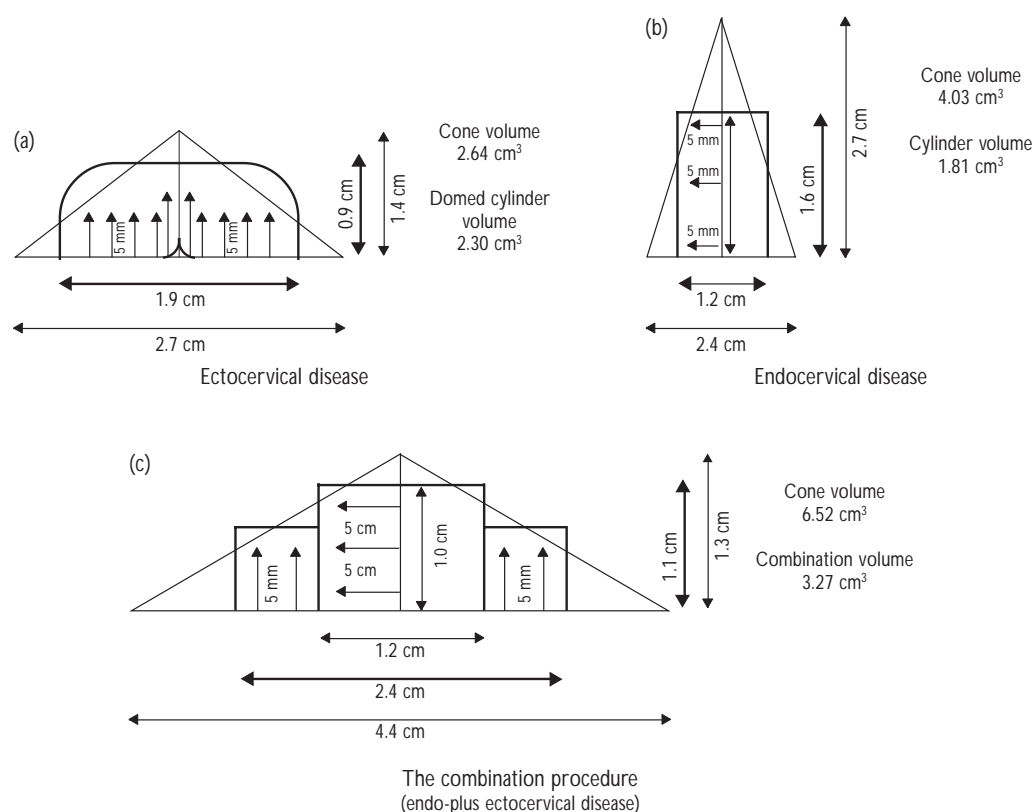 (a)
5 mm
5 mm
0.9 cm
1.4 cm
Cone volume
2.64 cm³
Domed cylinder
volume
2.30 cm³
1.9 cm
2.7 cm
Ectocervical disease
(b)
5 mm
5 mm
5 mm
1.6 cm
2.7 cm
Cone volume
4.03 cm³
Cylinder volume
1.81 cm³
1.2 cm
2.4 cm
Endocervical disease
(c)
5 mm
5 cm
5 cm
1.0 cm
5 mm
1.1 cm
1.3 cm
Cone volume
6.52 cm³
Combination volume
3.27 cm³
1.2 cm
2.4 cm
4.4 cm
The combination procedure
(endo-plus ectocervical disease)